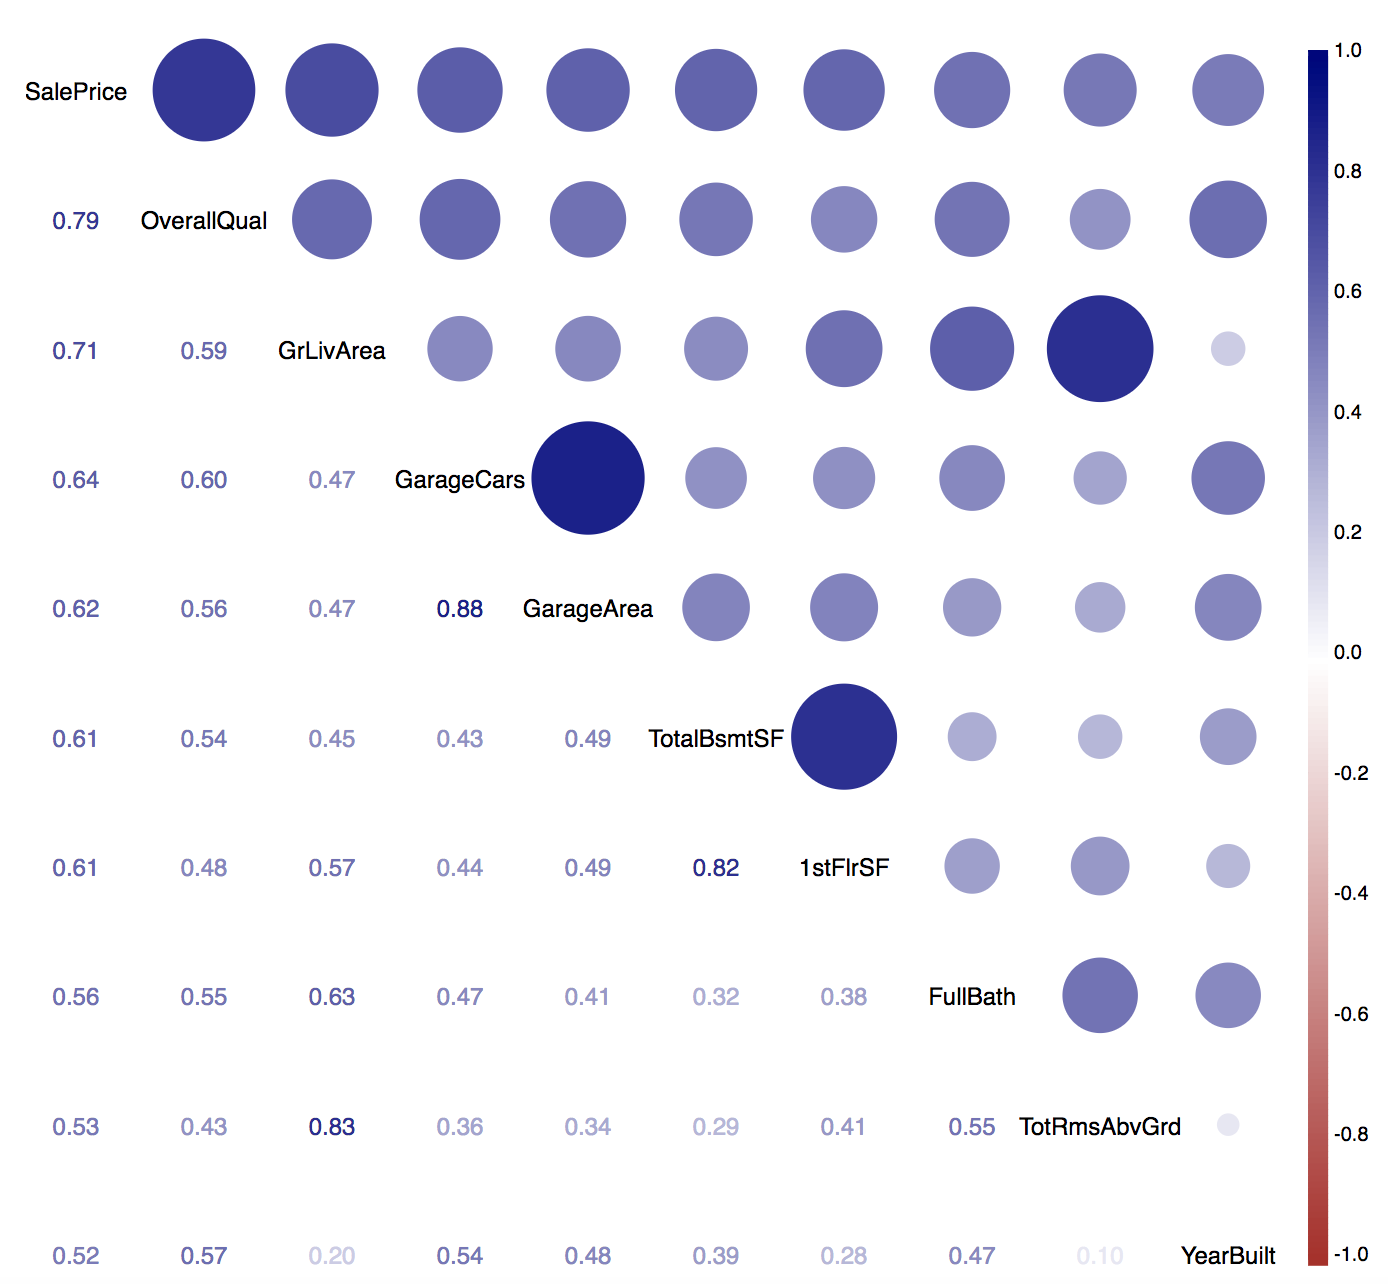 1.0
SalePrice
0.8
0.79 OverallQual
0.6
0.71 0.59 GrLivArea
0.4
0.64 0.60 0.47 GarageCars
0.2
0.62 0.56 0.47 0.88 GarageArea
0.0
0.61 0.54 0.45 0.43 0.49 TotalBsmtSF
-0.2
0.61 0.48 0.57 0.44 0.49 0.82 1stFlrSF
-0.4
0.56 0.55 0.63 0.47 0.41 0.32 0.38 FullBath
-0.6
0.53 0.43 0.83 0.36 0.34 0.29 0.41 0.55 TotRmsAbvGrd
-0.8
0.52 0.57 0.20 0.54 0.48 0.39 0.28 0.47 0.10 YearBuilt
-1.0